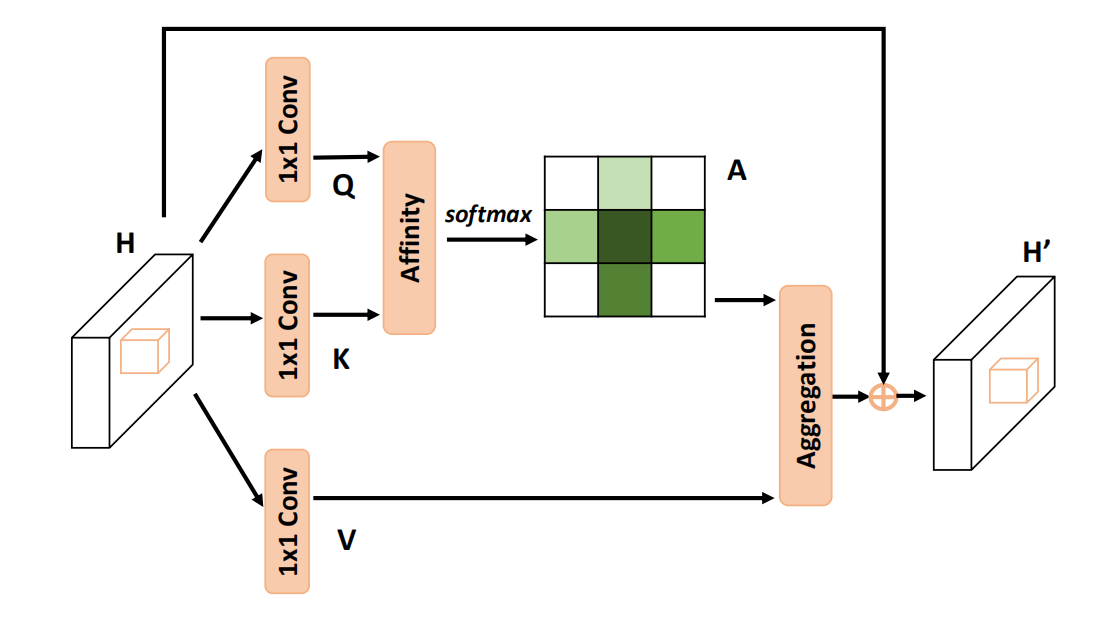 H
1x1 Conv
Q
1x1 Conv
K
1x1 Conv
V
Affinity
softmax
A
Aggregation
H’